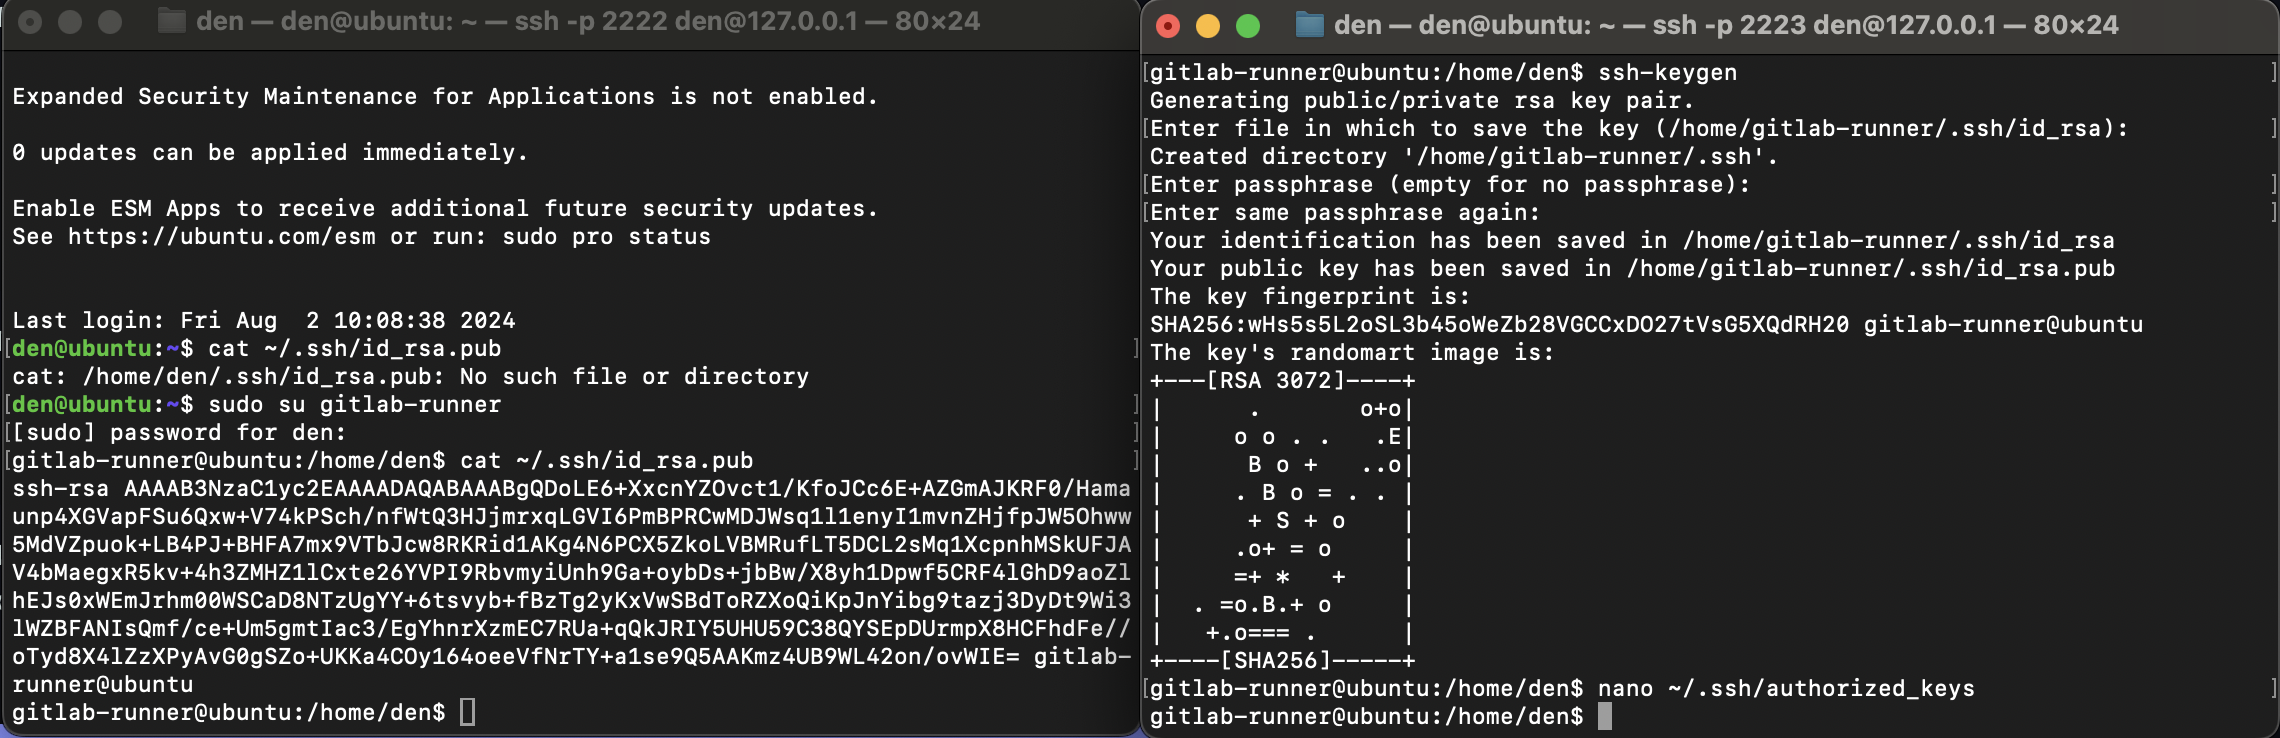 den — den@ubuntu: ~ — ssh -p 2222 den@127.0.0.1 — 80×24
Expanded Security Maintenance for Applications is not enabled.
0 updates can be applied immediately.
Enable ESM Apps to receive additional future security updates.
See https://ubuntu.com/esm or run: sudo pro status
Last login: Fri Aug  2 10:08:38 2024
[den@ubuntu:~$ cat ~/.ssh/id_rsa.pub ]
cat: /home/den/.ssh/id_rsa.pub: No such file or directory
[den@ubuntu:~$ sudo su gitlab-runner ]
[[sudo] password for den: ]
[gitlab-runner@ubuntu:/home/den$ cat ~/.ssh/id_rsa.pub ]
ssh-rsa AAAAB3NzaC1yc2EAAAADAQABAAABgQDoLE6+XxcnYZOvct1/KfoJCc6E+AZGmAJKRF0/Hama
unp4XGVapFSu6Qxw+V74kPSch/nfWtQ3HJjmrxqLGVI6PmBPRCwMDJWsq1l1enyI1mvnZHjfpJW5Ohww
5MdVZpuok+LB4PJ+BHFA7mx9VTbJcw8RKRid1AKg4N6PCX5ZkoLVBMRufLT5DCL2sMq1XcpnhMSkUFJA
V4bMaegxR5kv+4h3ZMHZ1lCxte26YVPI9RbvmyiUnh9Ga+oybDs+jbBw/X8yh1Dpwf5CRF4lGhD9aoZl
hEJs0xWEmJrhm00WSCaD8NTzUgYY+6tsvyb+fBzTg2yKxVwSBdToRZXoQiKpJnYibg9tazj3DyDt9Wi3
lWZBFANIsQmf/ce+Um5gmtIac3/EgYhnrXzmEC7RUa+qQkJRIY5UHU59C38QYSEpDUrmpX8HCFhdFe//
oTyd8X4lZzXPyAvG0gSZo+UKKa4COy164oeeVfNrTY+a1se9Q5AAKmz4UB9WL42on/ovWIE= gitlab-
runner@ubuntu
gitlab-runner@ubuntu:/home/den$
den — den@ubuntu: ~ — ssh -p 2223 den@127.0.0.1 — 80×24
[gitlab-runner@ubuntu:/home/den$ ssh-keygen ]
Generating public/private rsa key pair.
[Enter file in which to save the key (/home/gitlab-runner/.ssh/id_rsa): ]
Created directory '/home/gitlab-runner/.ssh'.
[Enter passphrase (empty for no passphrase): ]
[Enter same passphrase again: ]
Your identification has been saved in /home/gitlab-runner/.ssh/id_rsa
Your public key has been saved in /home/gitlab-runner/.ssh/id_rsa.pub
The key fingerprint is:
SHA256:wHs5s5L2oSL3b45oWeZb28VGCCxDO27tVsG5XQdRH20 gitlab-runner@ubuntu
The key's randomart image is:
+---[RSA 3072]----+
|      .       o+o|
|     o o . .   .E|
|      B o +   ..o|
|     . B o = . . |
|      + S + o    |
|     .o+ = o     |
|     =+ *   +    |
|  . =o.B.+ o     |
|   +.o=== .      |
+----[SHA256]-----+
[gitlab-runner@ubuntu:/home/den$ nano ~/.ssh/authorized_keys ]
gitlab-runner@ubuntu:/home/den$